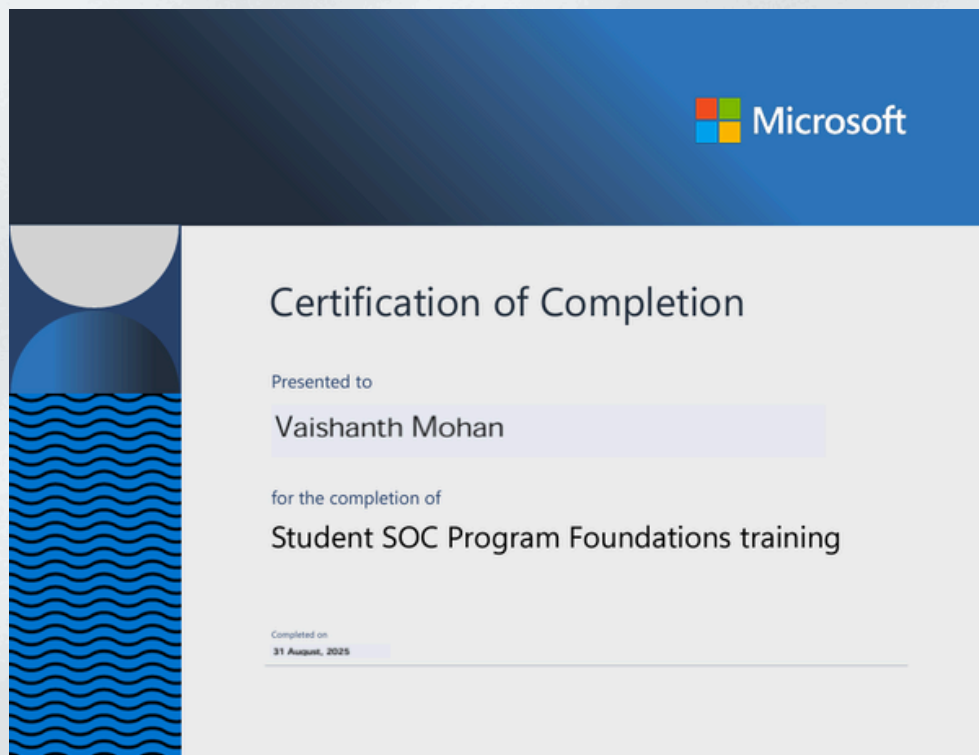 Microsoft
Certification of Completion
Presented to
Vaishanth Mohan
for the completion of
Student SOC Program Foundations training
Completed on
31 August, 2025